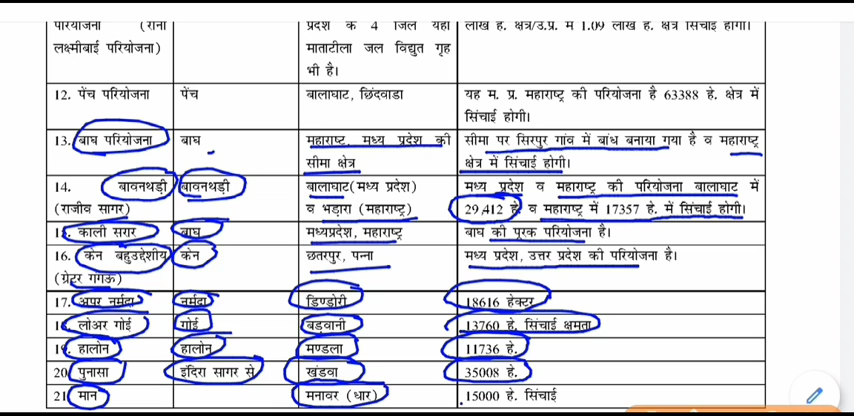 परियोजना (रानी प्रदेश के 4 जिले यहाँ लाख हे. क्षेत्र/उ.प्र. में 1.09 लाख हे. क्षेत्र सिंचाई होगी।
लक्ष्मीबाई परियोजना) माताटीला जल विद्युत गृह
भी है।
12. पेंच परियोजना पेंच बालाघाट, छिंदवाडा यह म. प्र. महाराष्ट्र की परियोजना है 63388 हे. क्षेत्र में
सिंचाई होगी।
13. बाघ परियोजना बाघ महाराष्ट्र, मध्य प्रदेश की सीमा पर सिरपुर गांव में बांध बनाया गया है व महाराष्ट्र
सीमा क्षेत्र क्षेत्र में सिंचाई होगी।
14. बावनथड़ी बावनथड़ी बालाघाट(मध्य प्रदेश) मध्य प्रदेश व महाराष्ट्र की परियोजना बालाघाट में
(राजीव सागर) व भड़ारा (महाराष्ट्र) 29,412 हे व महाराष्ट्र में 17357 हे. में सिंचाई होगी।
15. काली सरार बाघ मध्यप्रदेश, महाराष्ट्र बाघ की पूरक परियोजना है।
16. केन बहुउद्देशीय केन छतरपुर, पन्ना मध्य प्रदेश, उत्तर प्रदेश की परियोजना है।
(ग्रेटर गगऊ)
17. अपर नर्मदा नर्मदा डिण्डोरी 18616 हेक्टर
18. लोअर गोई गोई बडवानी 13760 हे. सिंचाई क्षमता
19. हालोन हालोन मण्डला 11736 हे.
20 पुनासा इंदिरा सागर से खंडवा 35008 हे.
21 मान मनावर (धार) 15000 हे. सिंचाई